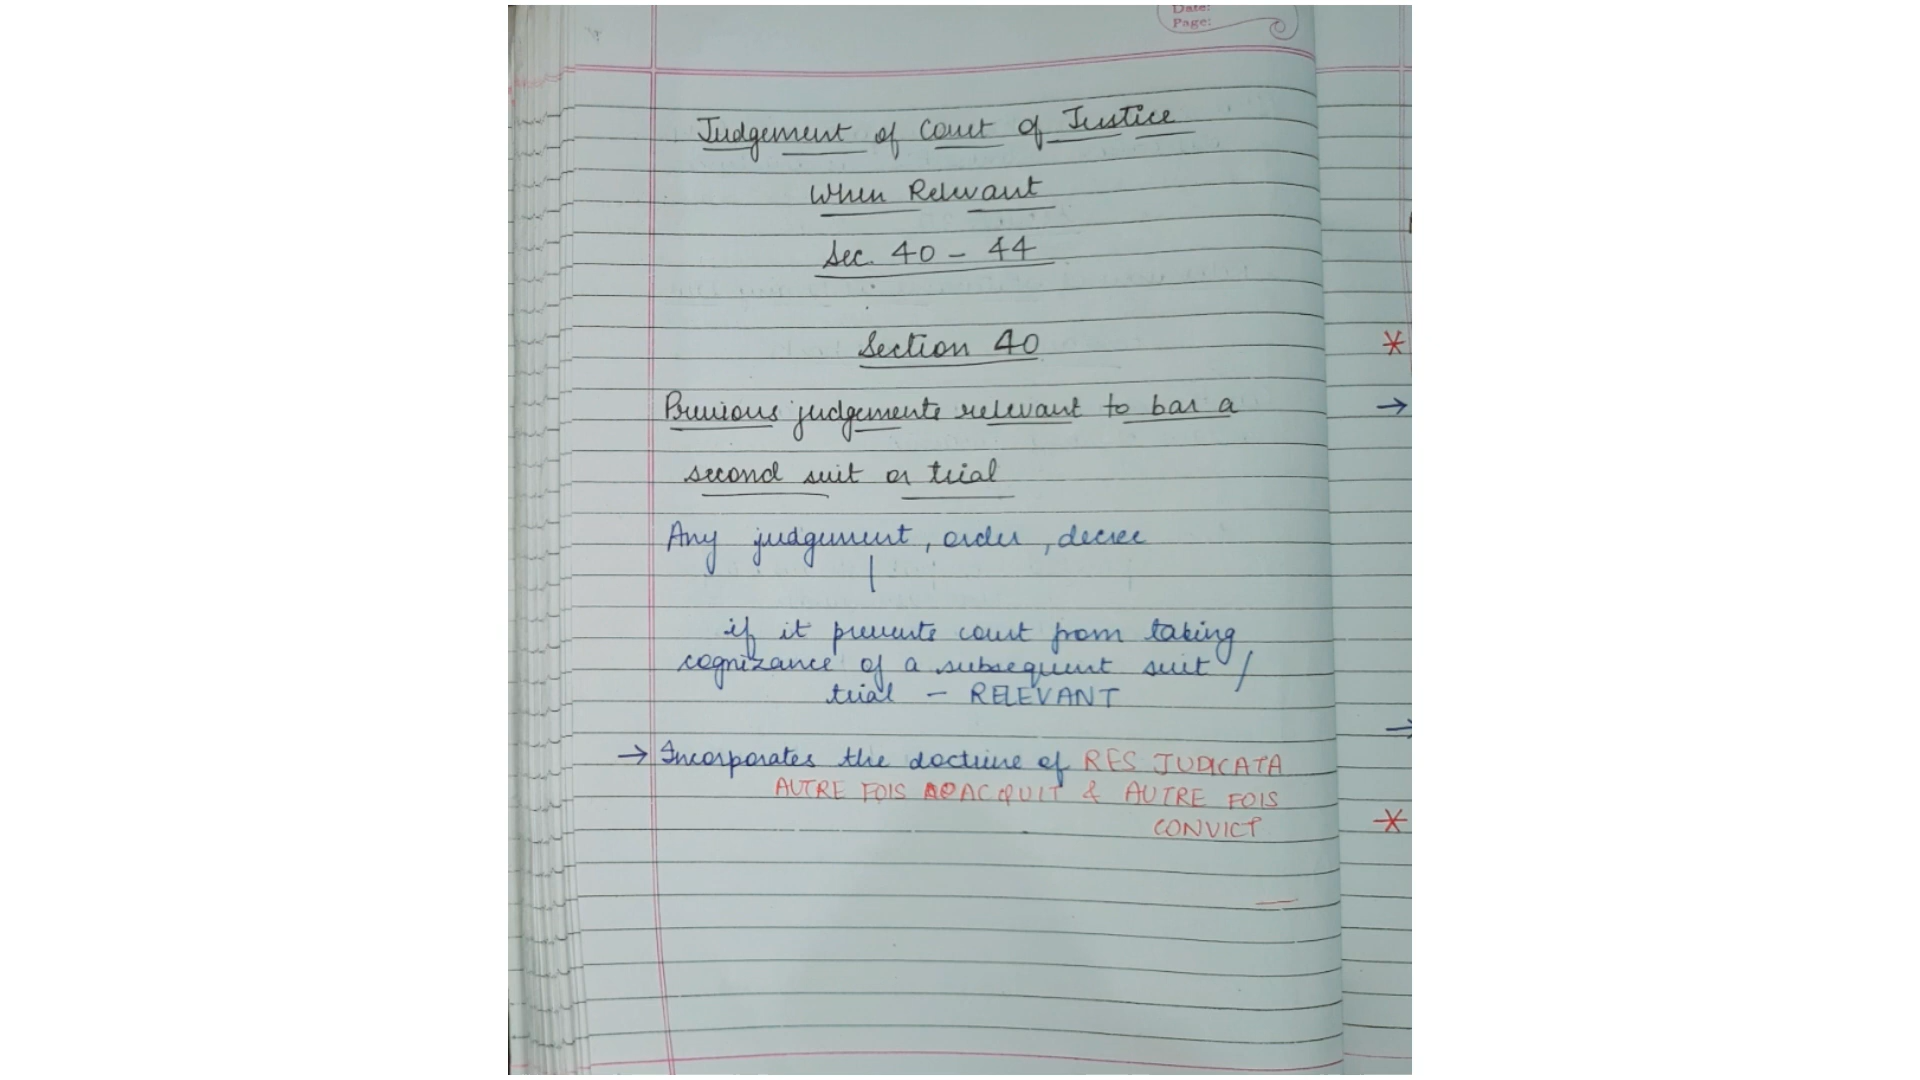 Date:
Page:
Judgement of Court of Justice
When Relevant
Sec. 40 - 44
Section 40
Previous judgements relevant to bar a
second suit or trial
Any judgement, order, decree
if it prevents court from taking
cognizance of a subsequent suit /
trial - RELEVANT
→ Incorporates the doctrine of RES JUDICATA
AUTRE FOIS ACQUIT & AUTRE FOIS
CONVICT